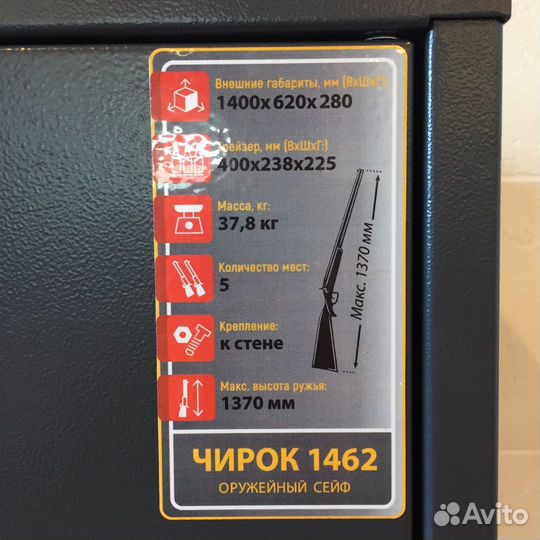 Внешние габариты, мм (ВхШхГ):
1400х620х280
рейзер, мм (ВхШхГ:)
400х238х225
Масса, кг:
37,8 кг
Количество мест:
5
Крепление:
к стене
Макс. высота ружья:
1370 мм
Макс. 1370 мм
ЧИРОК 1462
ОРУЖЕЙНЫЙ СЕЙФ
Avito